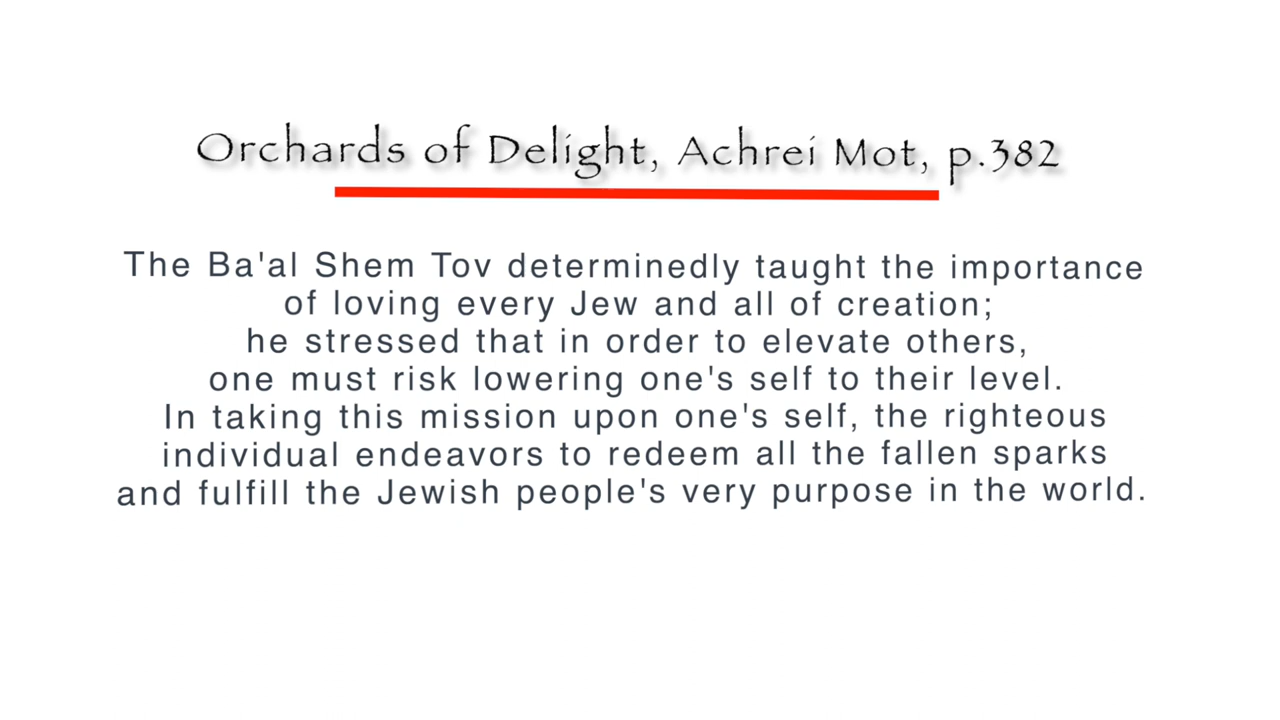 Orchards of Delight, Achrei Mot, p.382
The Ba'al Shem Tov determinedly taught the importance
of loving every Jew and all of creation;
he stressed that in order to elevate others,
one must risk lowering one's self to their level.
In taking this mission upon one's self, the righteous
individual endeavors to redeem all the fallen sparks
and fulfill the Jewish people's very purpose in the world.